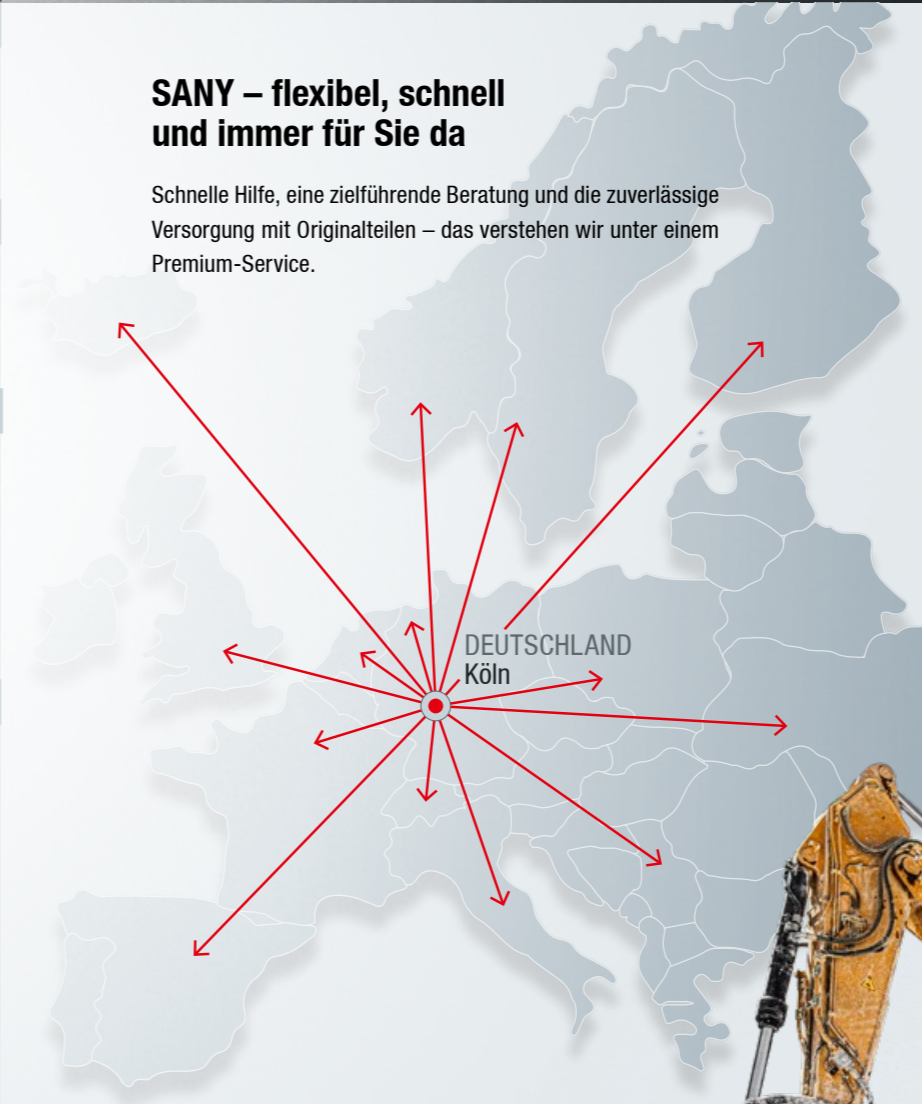 SANY – flexibel, schnell
und immer für Sie da
Schnelle Hilfe, eine zielführende Beratung und die zuverlässige
Versorgung mit Originalteilen – das verstehen wir unter einem
Premium-Service.
DEUTSCHLAND
Köln